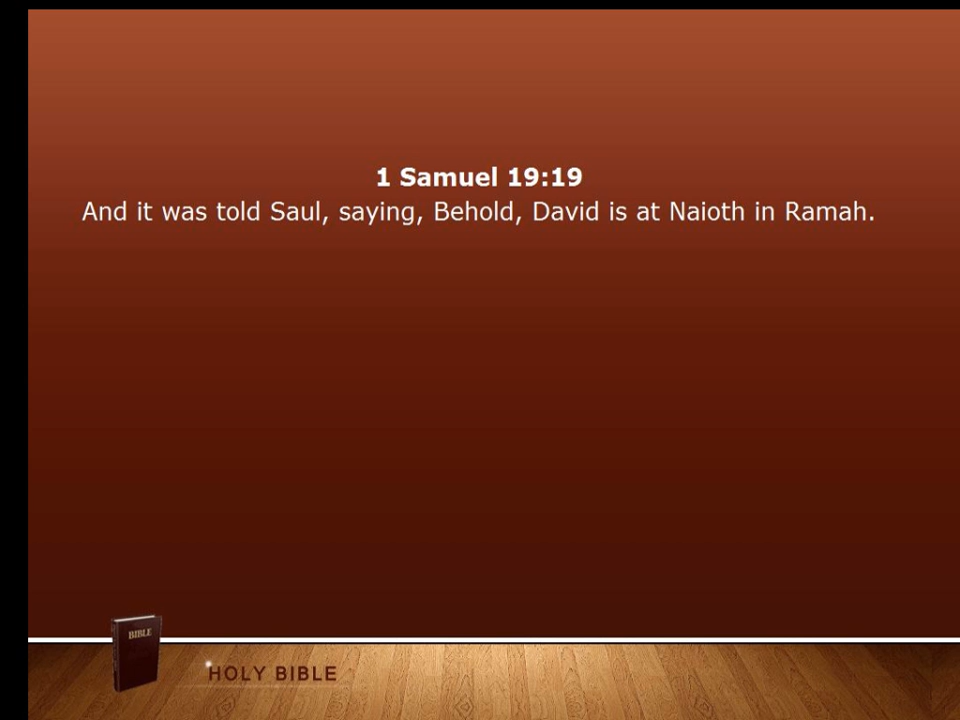 1 Samuel 19:19
And it was told Saul, saying, Behold, David is at Naioth in Ramah.
BIBLE
HOLY BIBLE